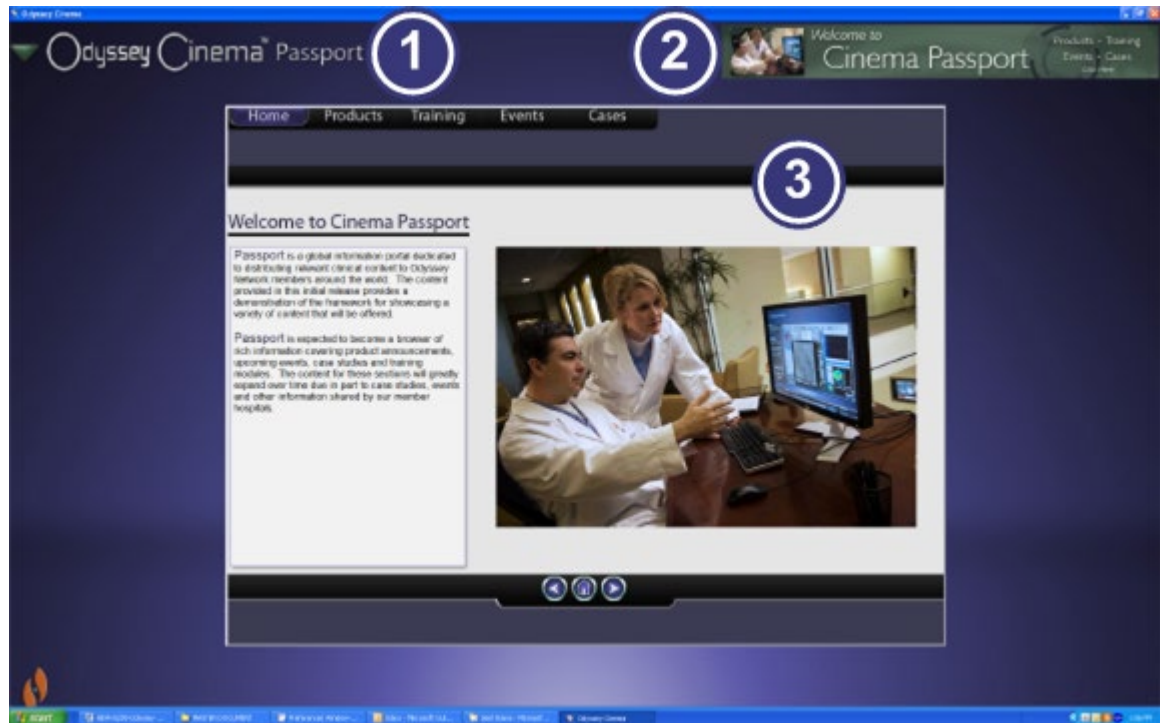 Odyssey Cinema
Odyssey Cinema™ Passport
1
2
Welcome to
Cinema Passport
Products - Training
Events - Cases
3
Home Products Training Events Cases
Welcome to Cinema Passport
Passport is a global information portal dedicated
to distributing relevant clinical content to Odyssey
Network members around the world. The content
provided in this initial release provides a
demonstration of the framework for showcasing a
variety of content that will be offered.
Passport is expected to become a browser of
rich information covering product announcements,
upcoming events, case studies and training
modules. The content for these sections will greatly
expand over time due in part to case studies, events
and other information shared by our member
hospitals.
start
Odyssey Cinema